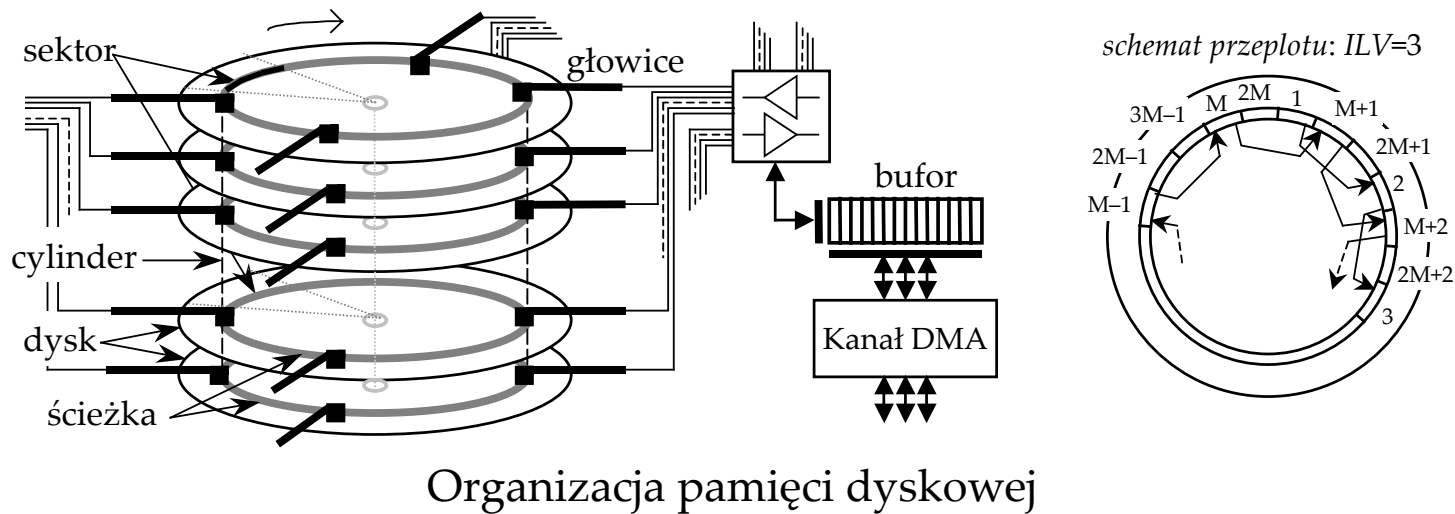 sektor
głowice
cylinder
dysk
ścieżka
bufor
Kanał DMA
schemat przeplotu: ILV=3
3M–1
M
2M
1
M+1
2M–1
2M+1
M–1
2
M+2
2M+2
3
Organizacja pamięci dyskowej